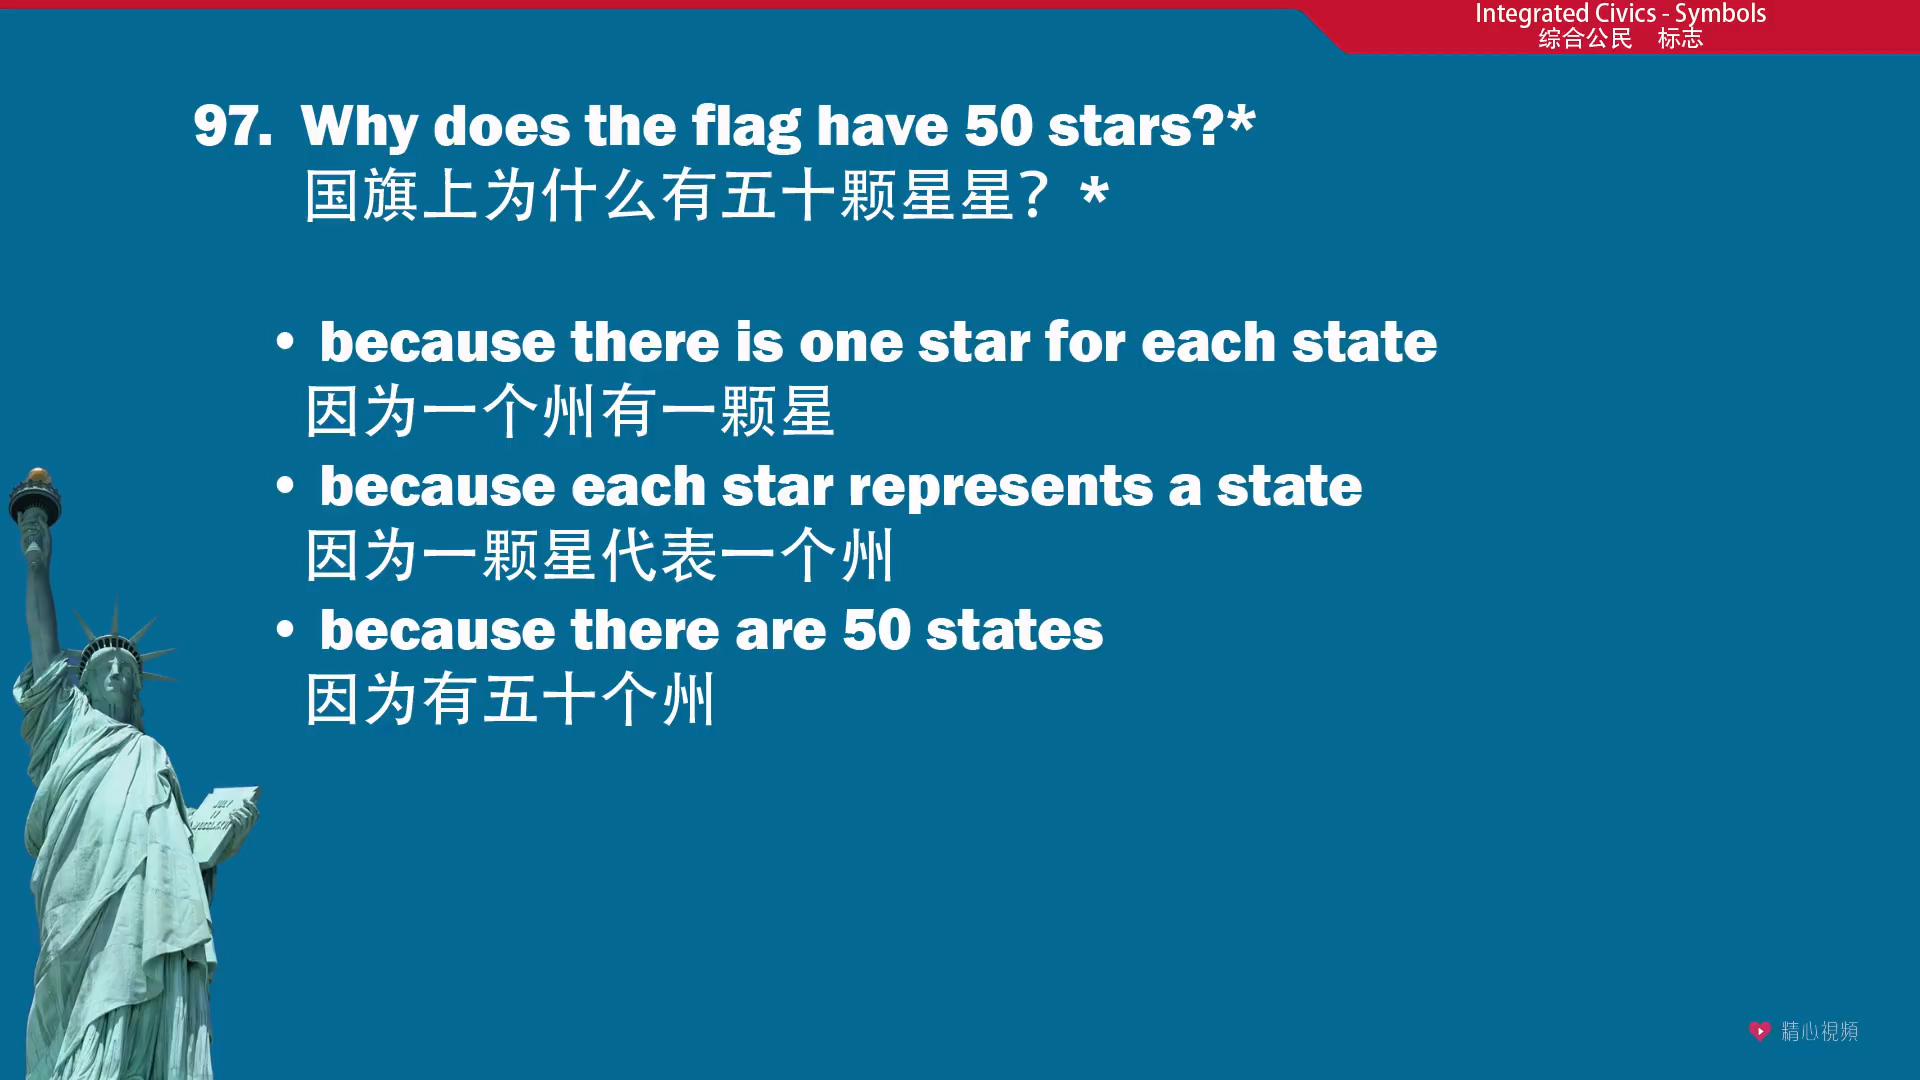 Integrated Civics - Symbols
综合公民 标志
97. Why does the flag have 50 stars?*
国旗上为什么有五十颗星星？*
• because there is one star for each state
因为一个州有一颗星
• because each star represents a state
因为一颗星代表一个州
• because there are 50 states
因为有五十个州
JULY
IV
精心視頻